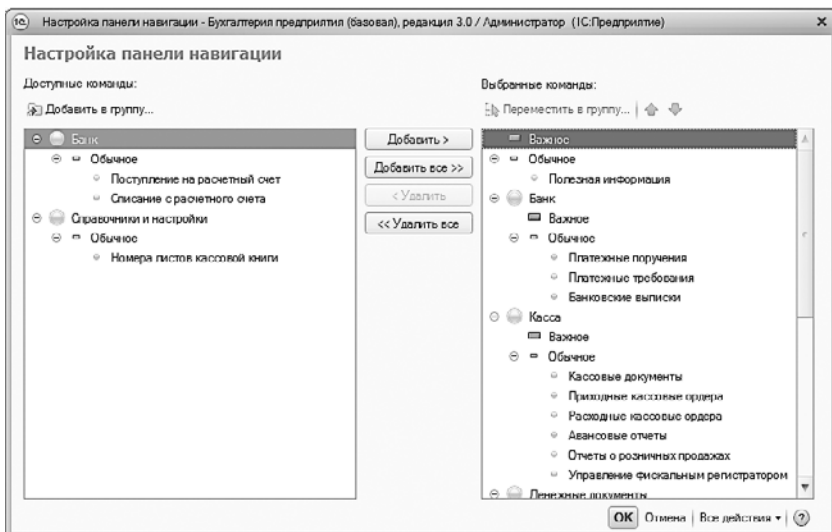 Настройка панели навигации - Бухгалтерия предприятия (базовая), редакция 3.0 / Администратор (1С:Предприятие)
Настройка панели навигации
Доступные команды:
Добавить в группу...
Банк
Обычное
Поступление на расчетный счет
Списание с расчетного счета
Справочники и настройки
Обычное
Номера листов кассовой книги
Добавить >
Добавить все >>
< Удалить
<< Удалить все
Выбранные команды:
Переместить в группу...
Важное
Обычное
Полезная информация
Банк
Важное
Обычное
Платежные поручения
Платежные требования
Банковские выписки
Касса
Важное
Обычное
Кассовые документы
Приходные кассовые ордера
Расходные кассовые ордера
Авансовые отчеты
Отчеты о розничных продажах
Управление фискальным регистратором
Денежные документы
OK Отмена Все действия ?